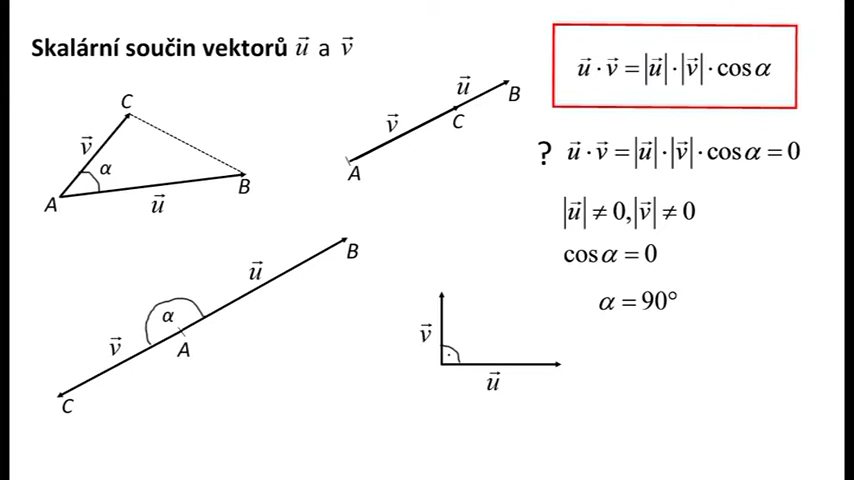 Skalární součin vektorů u⃗ a v⃗
u⃗ · v⃗ = |u⃗| · |v⃗| · cos α
C
v⃗
α
A
u⃗
B
u⃗
B
v⃗
C
A
? u⃗ · v⃗ = |u⃗| · |v⃗| · cos α = 0
|u⃗| ≠ 0, |v⃗| ≠ 0
cos α = 0
α = 90°
B
u⃗
α
v⃗
A
C
v⃗
u⃗